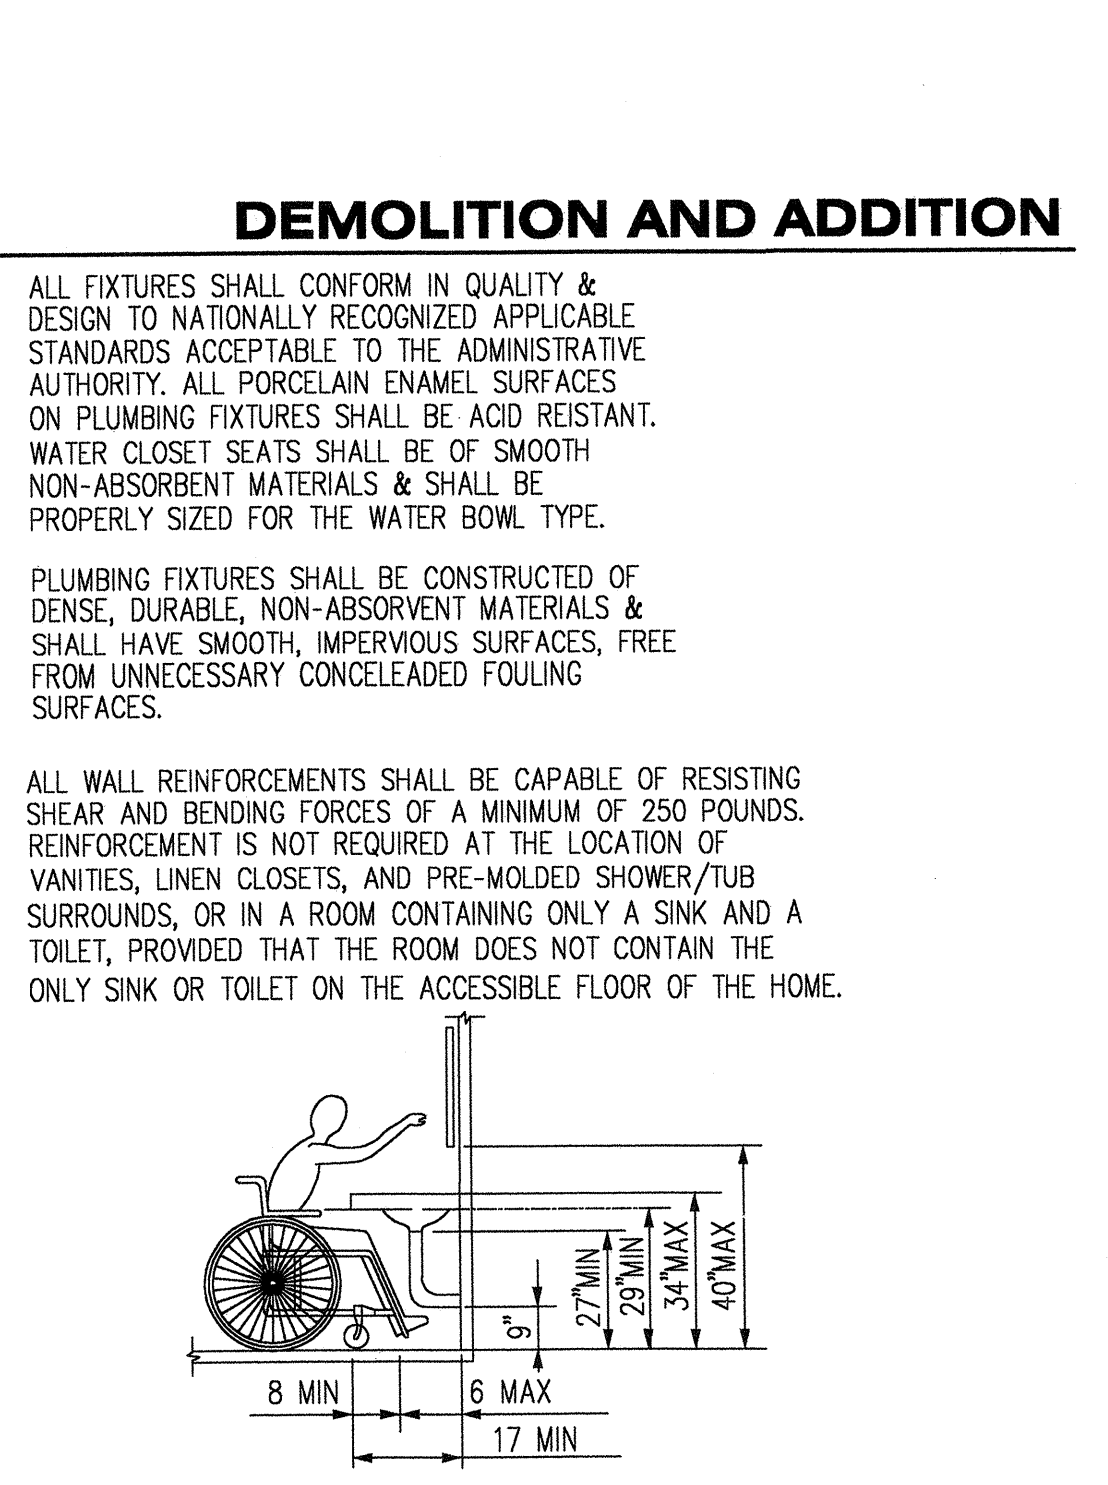 DEMOLITION AND ADDITION
ALL FIXTURES SHALL CONFORM IN QUALITY &
DESIGN TO NATIONALLY RECOGNIZED APPLICABLE
STANDARDS ACCEPTABLE TO THE ADMINISTRATIVE
AUTHORITY. ALL PORCELAIN ENAMEL SURFACES
ON PLUMBING FIXTURES SHALL BE ACID REISTANT.
WATER CLOSET SEATS SHALL BE OF SMOOTH
NON-ABSORBENT MATERIALS & SHALL BE
PROPERLY SIZED FOR THE WATER BOWL TYPE.
PLUMBING FIXTURES SHALL BE CONSTRUCTED OF
DENSE, DURABLE, NON-ABSORVENT MATERIALS &
SHALL HAVE SMOOTH, IMPERVIOUS SURFACES, FREE
FROM UNNECESSARY CONCELEADED FOULING
SURFACES.
ALL WALL REINFORCEMENTS SHALL BE CAPABLE OF RESISTING
SHEAR AND BENDING FORCES OF A MINIMUM OF 250 POUNDS.
REINFORCEMENT IS NOT REQUIRED AT THE LOCATION OF
VANITIES, LINEN CLOSETS, AND PRE-MOLDED SHOWER/TUB
SURROUNDS, OR IN A ROOM CONTAINING ONLY A SINK AND A
TOILET, PROVIDED THAT THE ROOM DOES NOT CONTAIN THE
ONLY SINK OR TOILET ON THE ACCESSIBLE FLOOR OF THE HOME.
9"
27"MIN
29"MIN
34"MAX
40"MAX
8 MIN
6 MAX
17 MIN